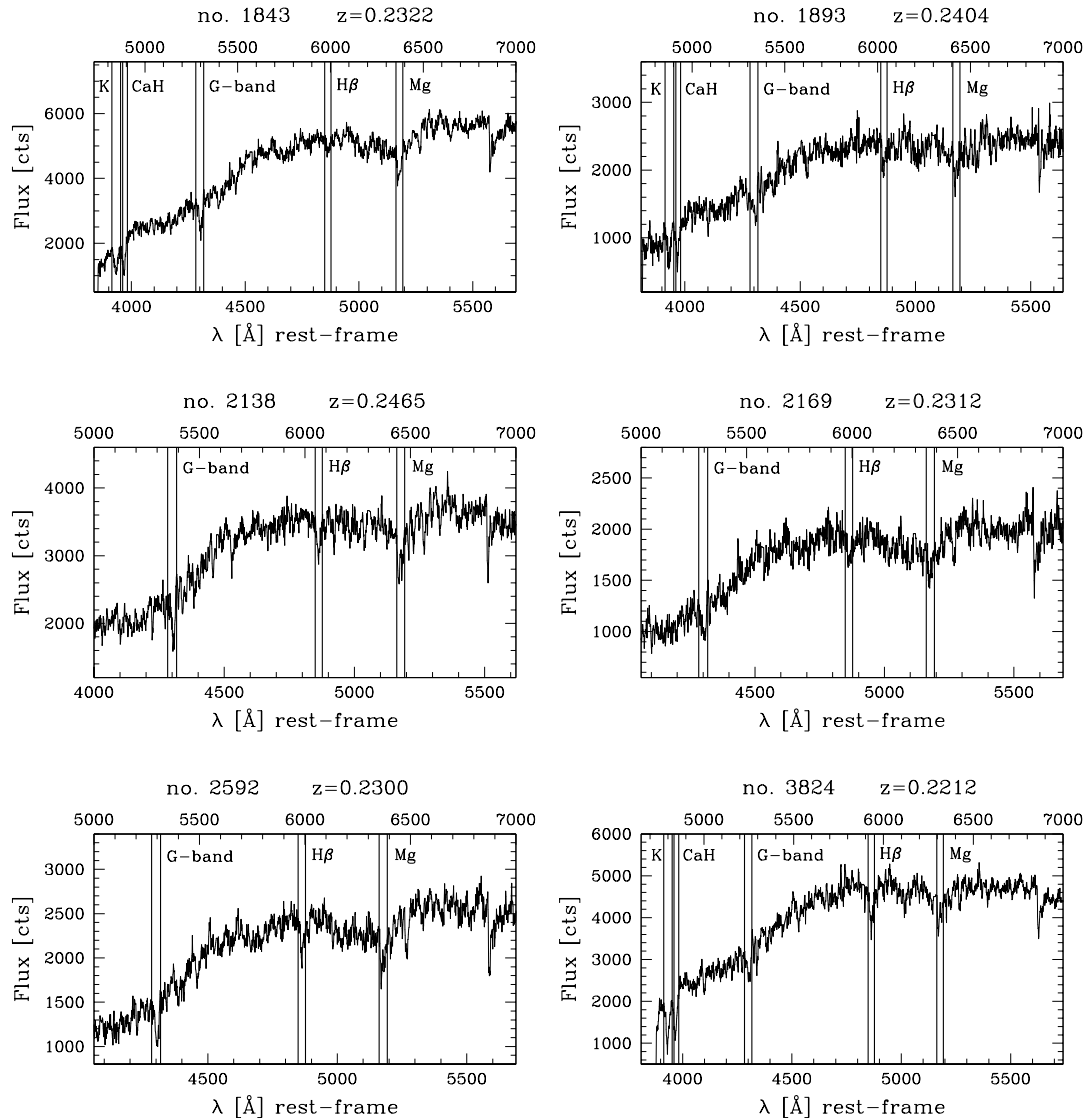 no. 1843 z=0.2322
5000 5500 6000 6500 7000
K CaH G-band Hβ Mg
Flux [cts]
6000
4000
2000
4000 4500 5000 5500
λ [Å] rest-frame
no. 1893 z=0.2404
5000 5500 6000 6500 7000
K CaH G-band Hβ Mg
Flux [cts]
3000
2000
1000
4000 4500 5000 5500
λ [Å] rest-frame
no. 2138 z=0.2465
5000 5500 6000 6500 7000
G-band Hβ Mg
Flux [cts]
4000
3000
2000
4000 4500 5000 5500
λ [Å] rest-frame
no. 2169 z=0.2312
5000 5500 6000 6500 7000
G-band Hβ Mg
Flux [cts]
2500
2000
1500
1000
4500 5000 5500
λ [Å] rest-frame
no. 2592 z=0.2300
5000 5500 6000 6500 7000
G-band Hβ Mg
Flux [cts]
3000
2500
2000
1500
1000
4500 5000 5500
λ [Å] rest-frame
no. 3824 z=0.2212
5000 5500 6000 6500 7000
K CaH G-band Hβ Mg
Flux [cts]
6000
5000
4000
3000
2000
1000
4000 4500 5000 5500
λ [Å] rest-frame